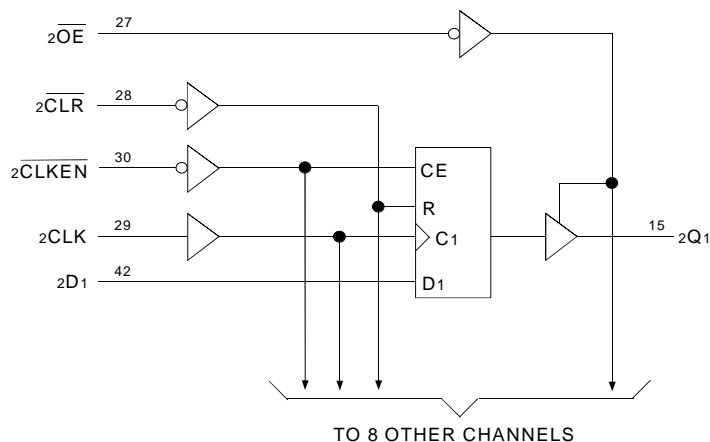 27
2OE
28
2CLR
30
2CLKEN
CE
R
29
2CLK
C1
15
2Q1
42
2D1
D1
TO 8 OTHER CHANNELS